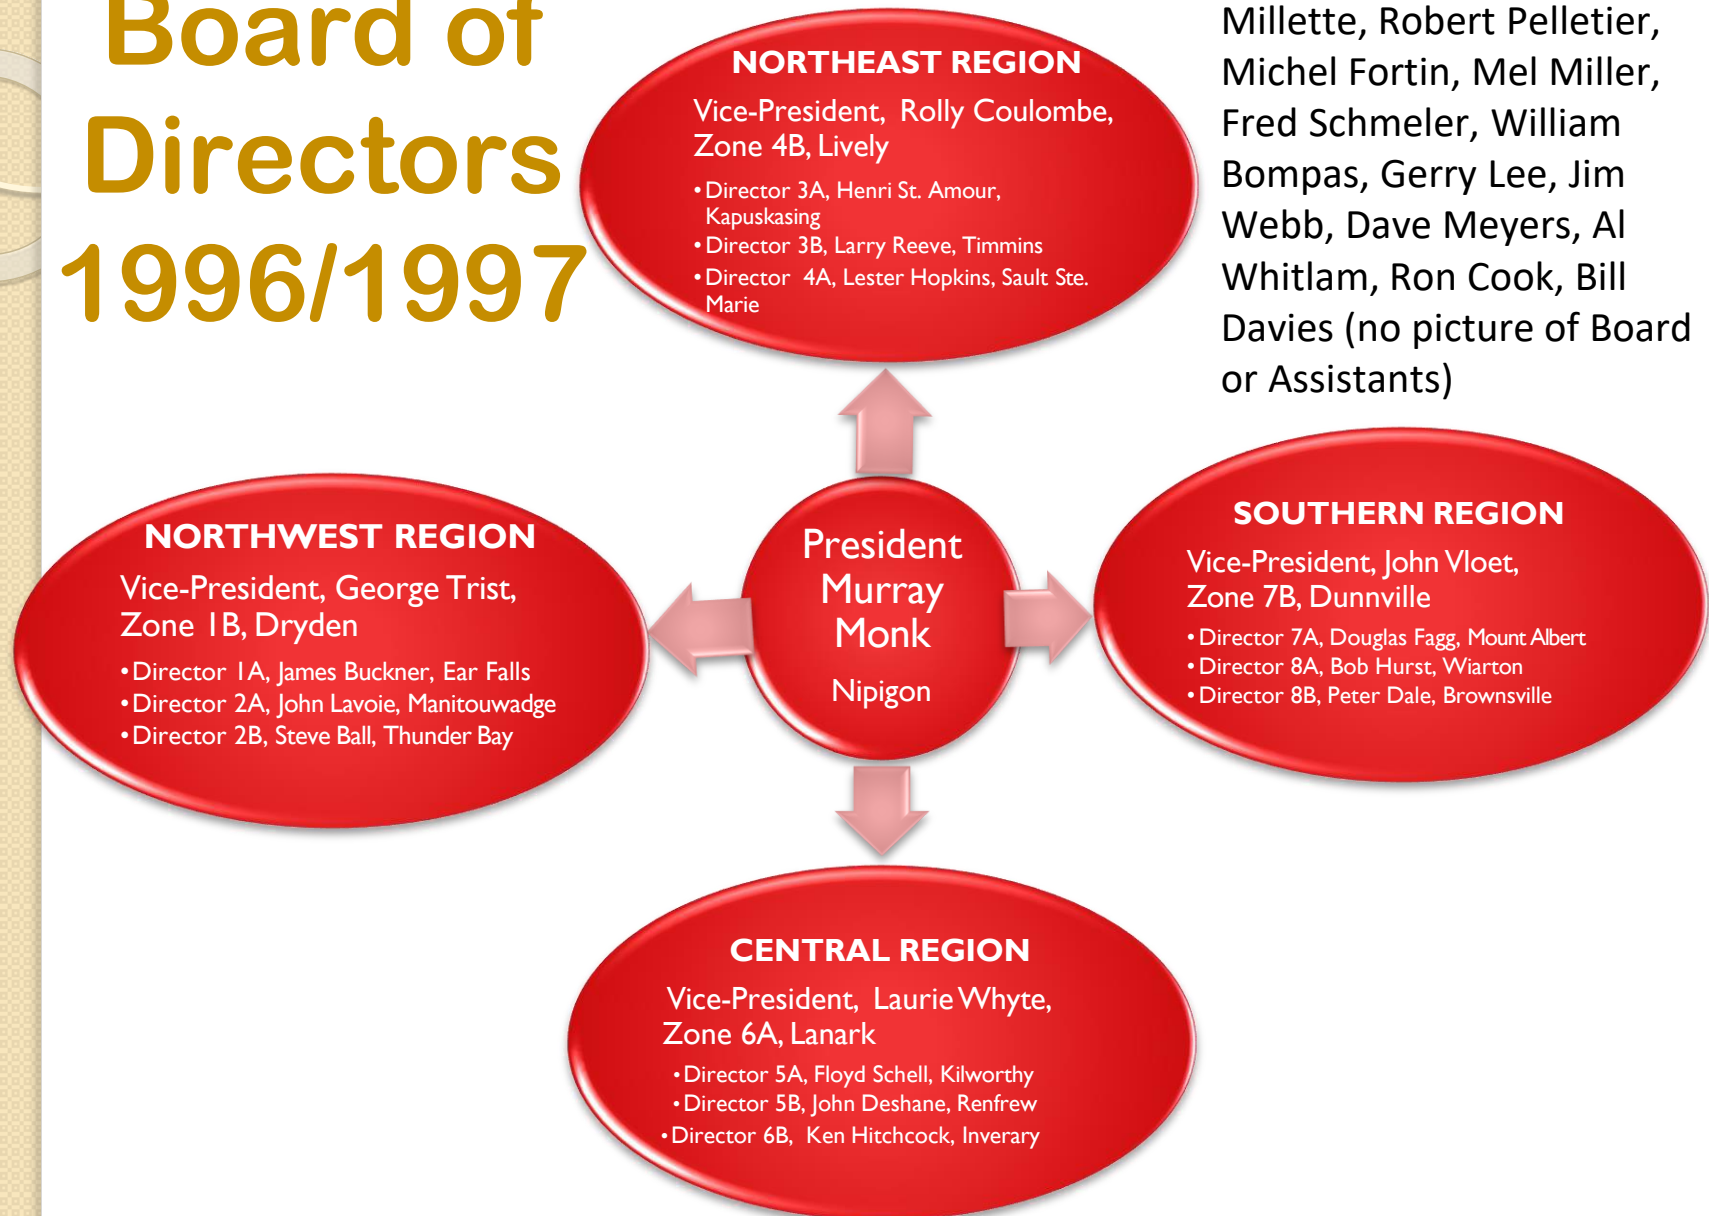 Board of
Directors
1996/1997
Millette, Robert Pelletier,
Michel Fortin, Mel Miller,
Fred Schmeler, William
Bompas, Gerry Lee, Jim
Webb, Dave Meyers, Al
Whitlam, Ron Cook, Bill
Davies (no picture of Board
or Assistants)
NORTHEAST REGION
Vice-President, Rolly Coulombe,
Zone 4B, Lively
• Director 3A, Henri St. Amour,
Kapuskasing
• Director 3B, Larry Reeve, Timmins
• Director 4A, Lester Hopkins, Sault Ste.
Marie
NORTHWEST REGION
Vice-President, George Trist,
Zone 1B, Dryden
• Director 1A, James Buckner, Ear Falls
• Director 2A, John Lavoie, Manitouwadge
• Director 2B, Steve Ball, Thunder Bay
President
Murray
Monk
Nipigon
SOUTHERN REGION
Vice-President, John Vloet,
Zone 7B, Dunnville
• Director 7A, Douglas Fagg, Mount Albert
• Director 8A, Bob Hurst, Wiarton
• Director 8B, Peter Dale, Brownsville
CENTRAL REGION
Vice-President, Laurie Whyte,
Zone 6A, Lanark
• Director 5A, Floyd Schell, Kilworthy
• Director 5B, John Deshane, Renfrew
• Director 6B, Ken Hitchcock, Inverary